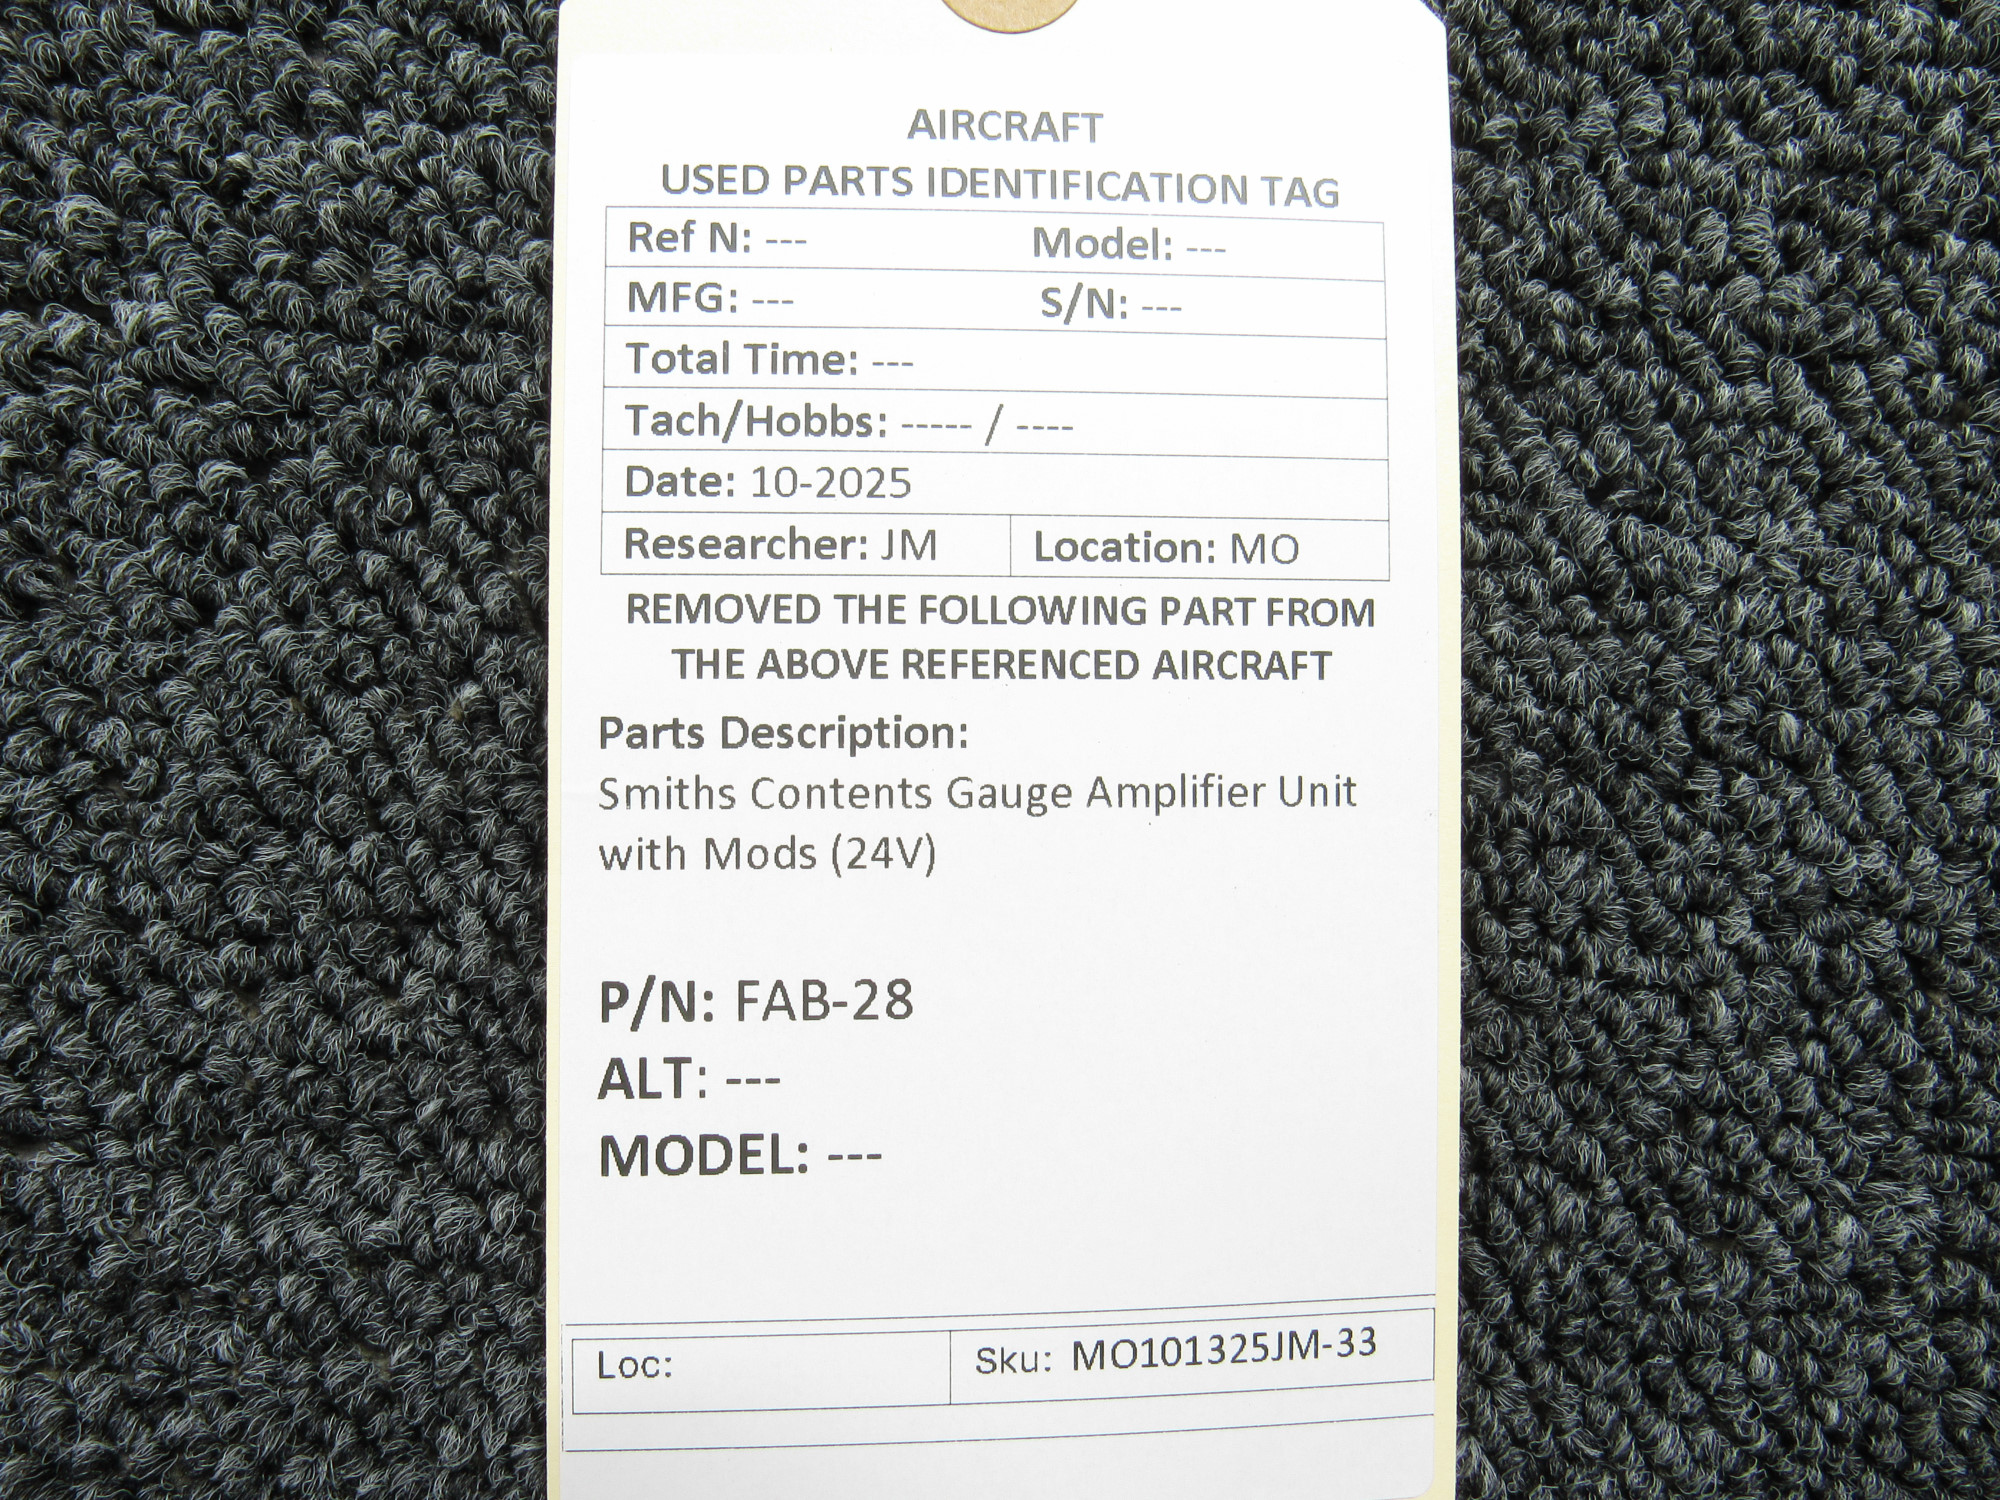 AIRCRAFT
USED PARTS IDENTIFICATION TAG
Ref N: --- Model: ---
MFG: --- S/N: ---
Total Time: ---
Tach/Hobbs: ----- / ----
Date: 10-2025
Researcher: JM Location: MO
REMOVED THE FOLLOWING PART FROM
THE ABOVE REFERENCED AIRCRAFT
Parts Description:
Smiths Contents Gauge Amplifier Unit
with Mods (24V)
P/N: FAB-28
ALT: ---
MODEL: ---
Loc: Sku: MO101325JM-33